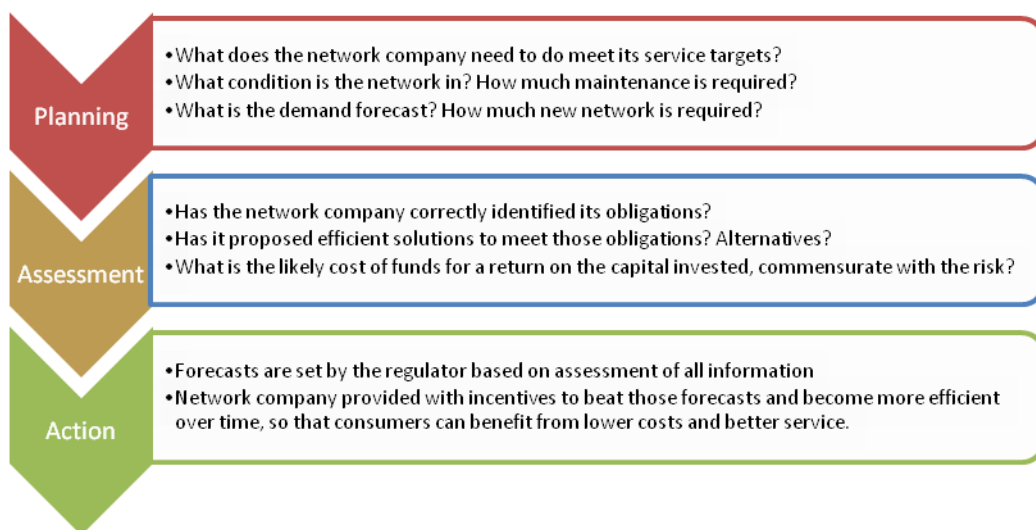 Planning
•What does the network company need to do meet its service targets?
•What condition is the network in? How much maintenance is required?
•What is the demand forecast? How much new network is required?
Assessment
•Has the network company correctly identified its obligations?
•Has it proposed efficient solutions to meet those obligations? Alternatives?
•What is the likely cost of funds for a return on the capital invested, commensurate with the risk?
Action
•Forecasts are set by the regulator based on assessment of all information
•Network company provided with incentives to beat those forecasts and become more efficient
over time, so that consumers can benefit from lower costs and better service.